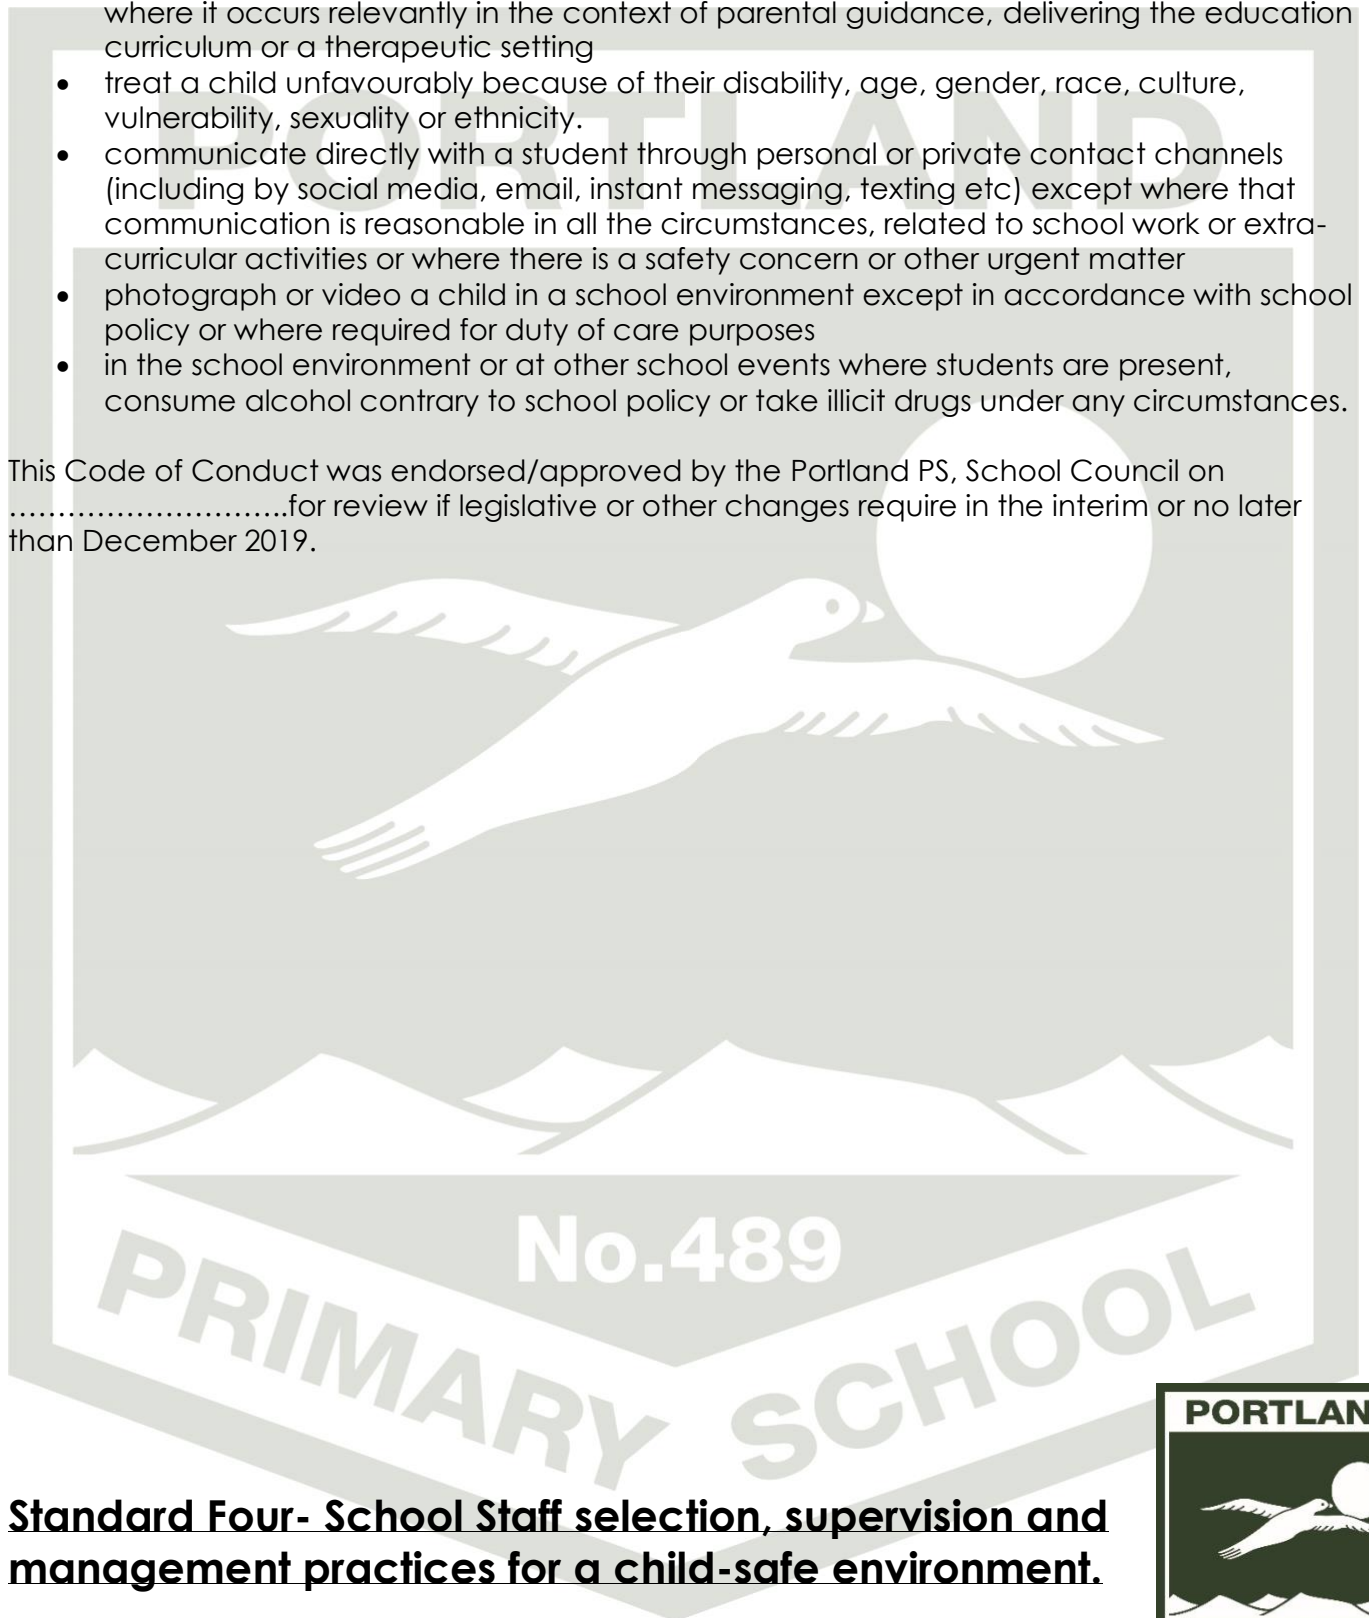 where it occurs relevantly in the context of parental guidance, delivering the education
curriculum or a therapeutic setting
• treat a child unfavourably because of their disability, age, gender, race, culture,
vulnerability, sexuality or ethnicity.
• communicate directly with a student through personal or private contact channels
(including by social media, email, instant messaging, texting etc) except where that
communication is reasonable in all the circumstances, related to school work or extra-
curricular activities or where there is a safety concern or other urgent matter
• photograph or video a child in a school environment except in accordance with school
policy or where required for duty of care purposes
• in the school environment or at other school events where students are present,
consume alcohol contrary to school policy or take illicit drugs under any circumstances.
This Code of Conduct was endorsed/approved by the Portland PS, School Council on
………………………..for review if legislative or other changes require in the interim or no later
than December 2019.
PORTLAND
No.489
PRIMARY SCHOOL
PORTLAN
Standard Four- School Staff selection, supervision and
management practices for a child-safe environment.